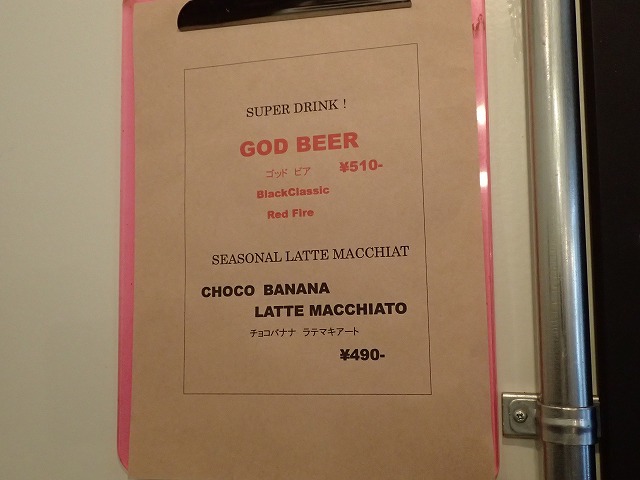 SUPER DRINK !
GOD BEER
ゴッド ビア ¥510-
BlackClassic
Red Fire
SEASONAL LATTE MACCHIAT
CHOCO BANANA
LATTE MACCHIATO
チョコバナナ ラテマキアート
¥490-